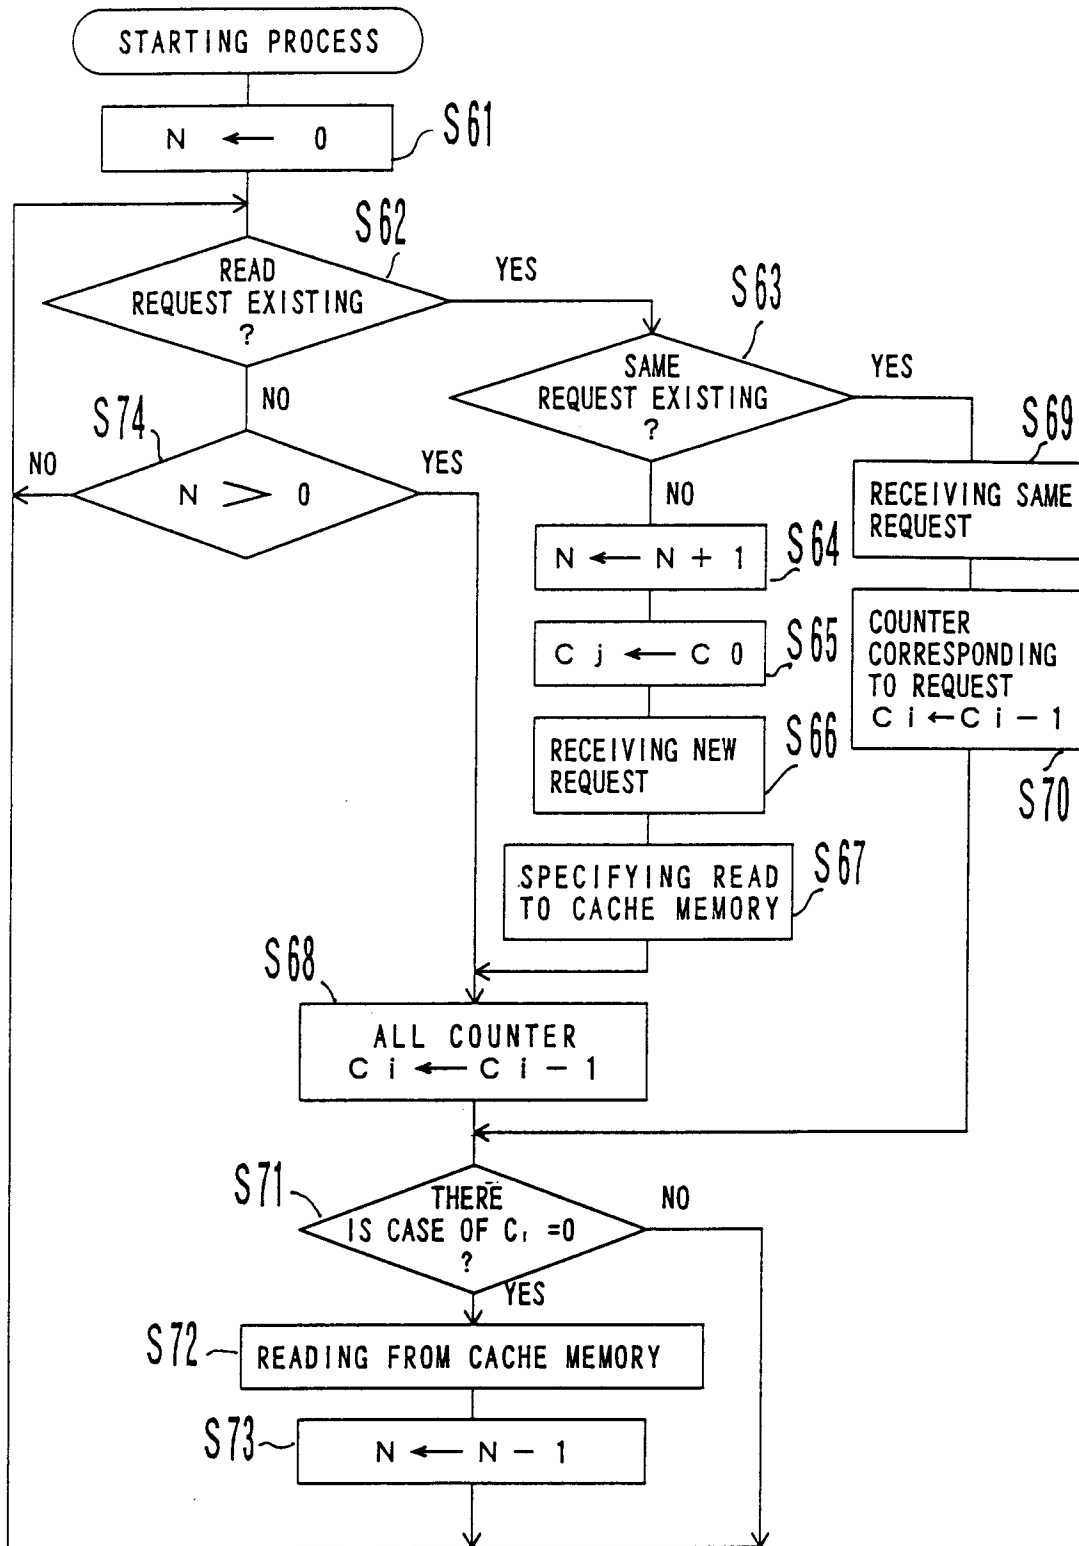 STARTING PROCESS
N ← 0
S61
S62
READ
REQUEST EXISTING
?
YES
S63
SAME
REQUEST EXISTING
?
YES
NO
S74
NO
N > 0
YES
NO
S69
RECEIVING SAME
REQUEST
N ← N + 1
S64
C j ← C 0
S65
COUNTER
CORRESPONDING
TO REQUEST
C i ← C i - 1
S70
RECEIVING NEW
REQUEST
S66
SPECIFYING READ
TO CACHE MEMORY
S67
S68
ALL COUNTER
C i ← C i - 1
S71
THERE
IS CASE OF Ci =0
?
NO
YES
S72
READING FROM CACHE MEMORY
S73
N ← N - 1